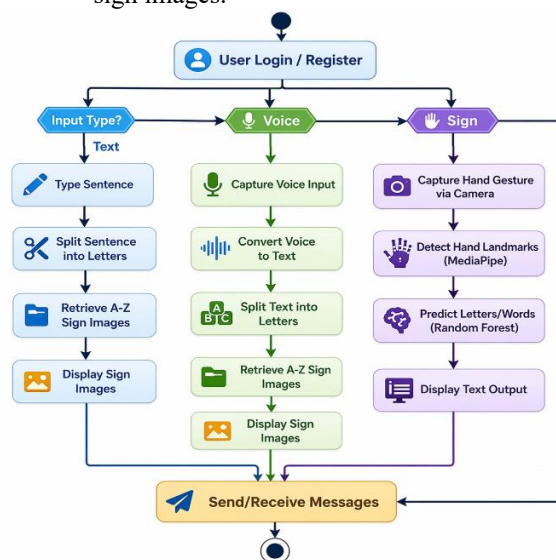 sign images.
User Login / Register
Input Type?
Voice
Sign
Text
Type Sentence
Split Sentence
into Letters
Retrieve A-Z
Sign Images
Display Sign
Images
Capture Voice Input
Convert Voice
to Text
A
B C
Split Text into
Letters
Retrieve A-Z Sign
Images
Display Sign
Images
Capture Hand Gesture
via Camera
Detect Hand Landmarks
(MediaPipe)
Predict Letters/Words
(Random Forest)
Display Text Output
Send/Receive Messages